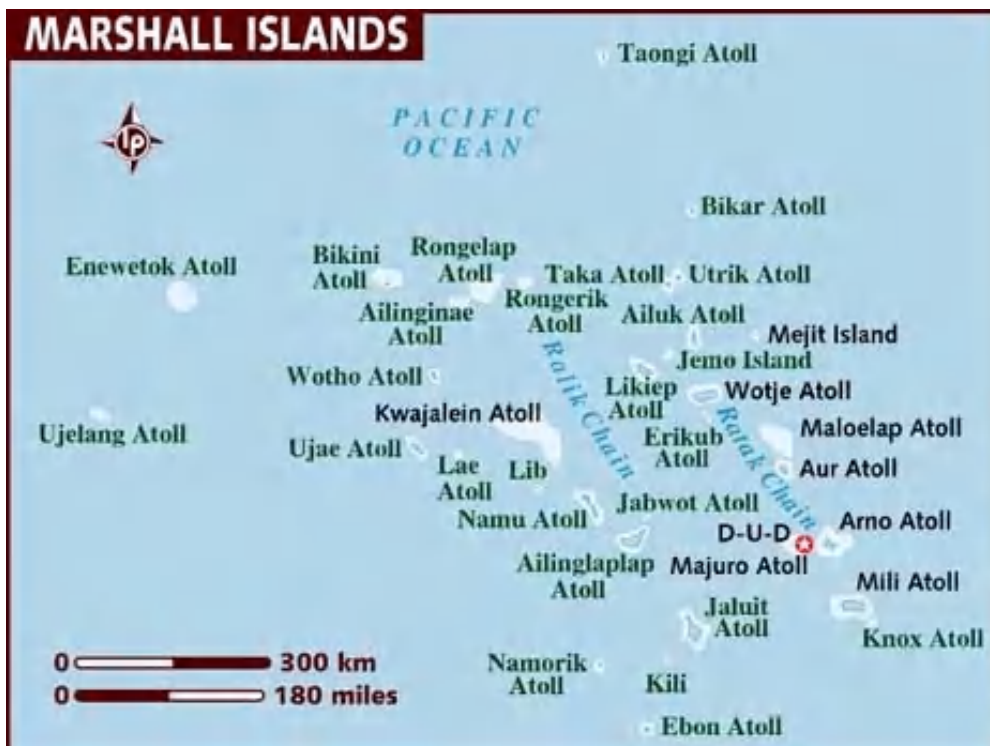 MARSHALL ISLANDS
Taongi Atoll
PACIFIC
OCEAN
LP
Bikar Atoll
Enewetok Atoll
Bikini
Atoll
Rongelap
Atoll
Taka Atoll
Utrik Atoll
Ailinginae
Atoll
Rongerik
Atoll
Ailuk Atoll
Mejit Island
Jemo Island
Wotho Atoll
Ralik Chain
Likiep
Atoll
Wotje Atoll
Kwajalein Atoll
Ratak Chain
Ujelang Atoll
Ujae Atoll
Erikub
Atoll
Maloelap Atoll
Lae
Atoll
Lib
Aur Atoll
Namu Atoll
Jabwot Atoll
D-U-D
Arno Atoll
Ailinglaplap
Atoll
Majuro Atoll
Mili Atoll
Jaluit
Atoll
Knox Atoll
0 300 km
0 180 miles
Namorik
Atoll
Kili
Ebon Atoll